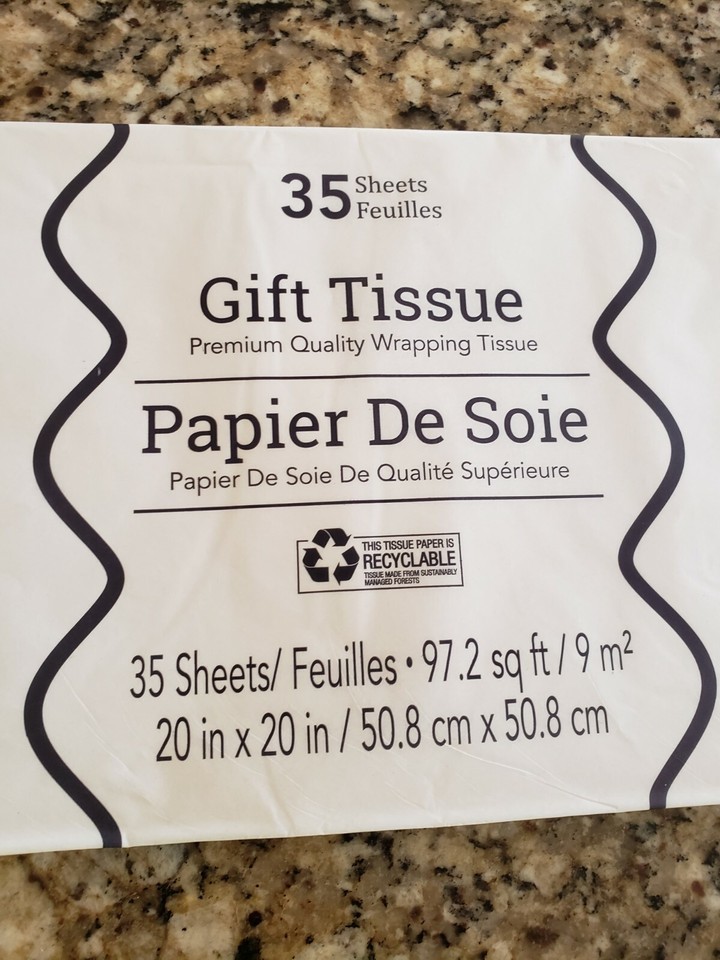 35 Sheets
Feuilles
Gift Tissue
Premium Quality Wrapping Tissue
Papier De Soie
Papier De Soie De Qualité Supérieure
THIS TISSUE PAPER IS
RECYCLABLE
TISSUE MADE FROM SUSTAINABLY
MANAGED FORESTS
35 Sheets/ Feuilles • 97.2 sq ft / 9 m²
20 in x 20 in / 50.8 cm x 50.8 cm